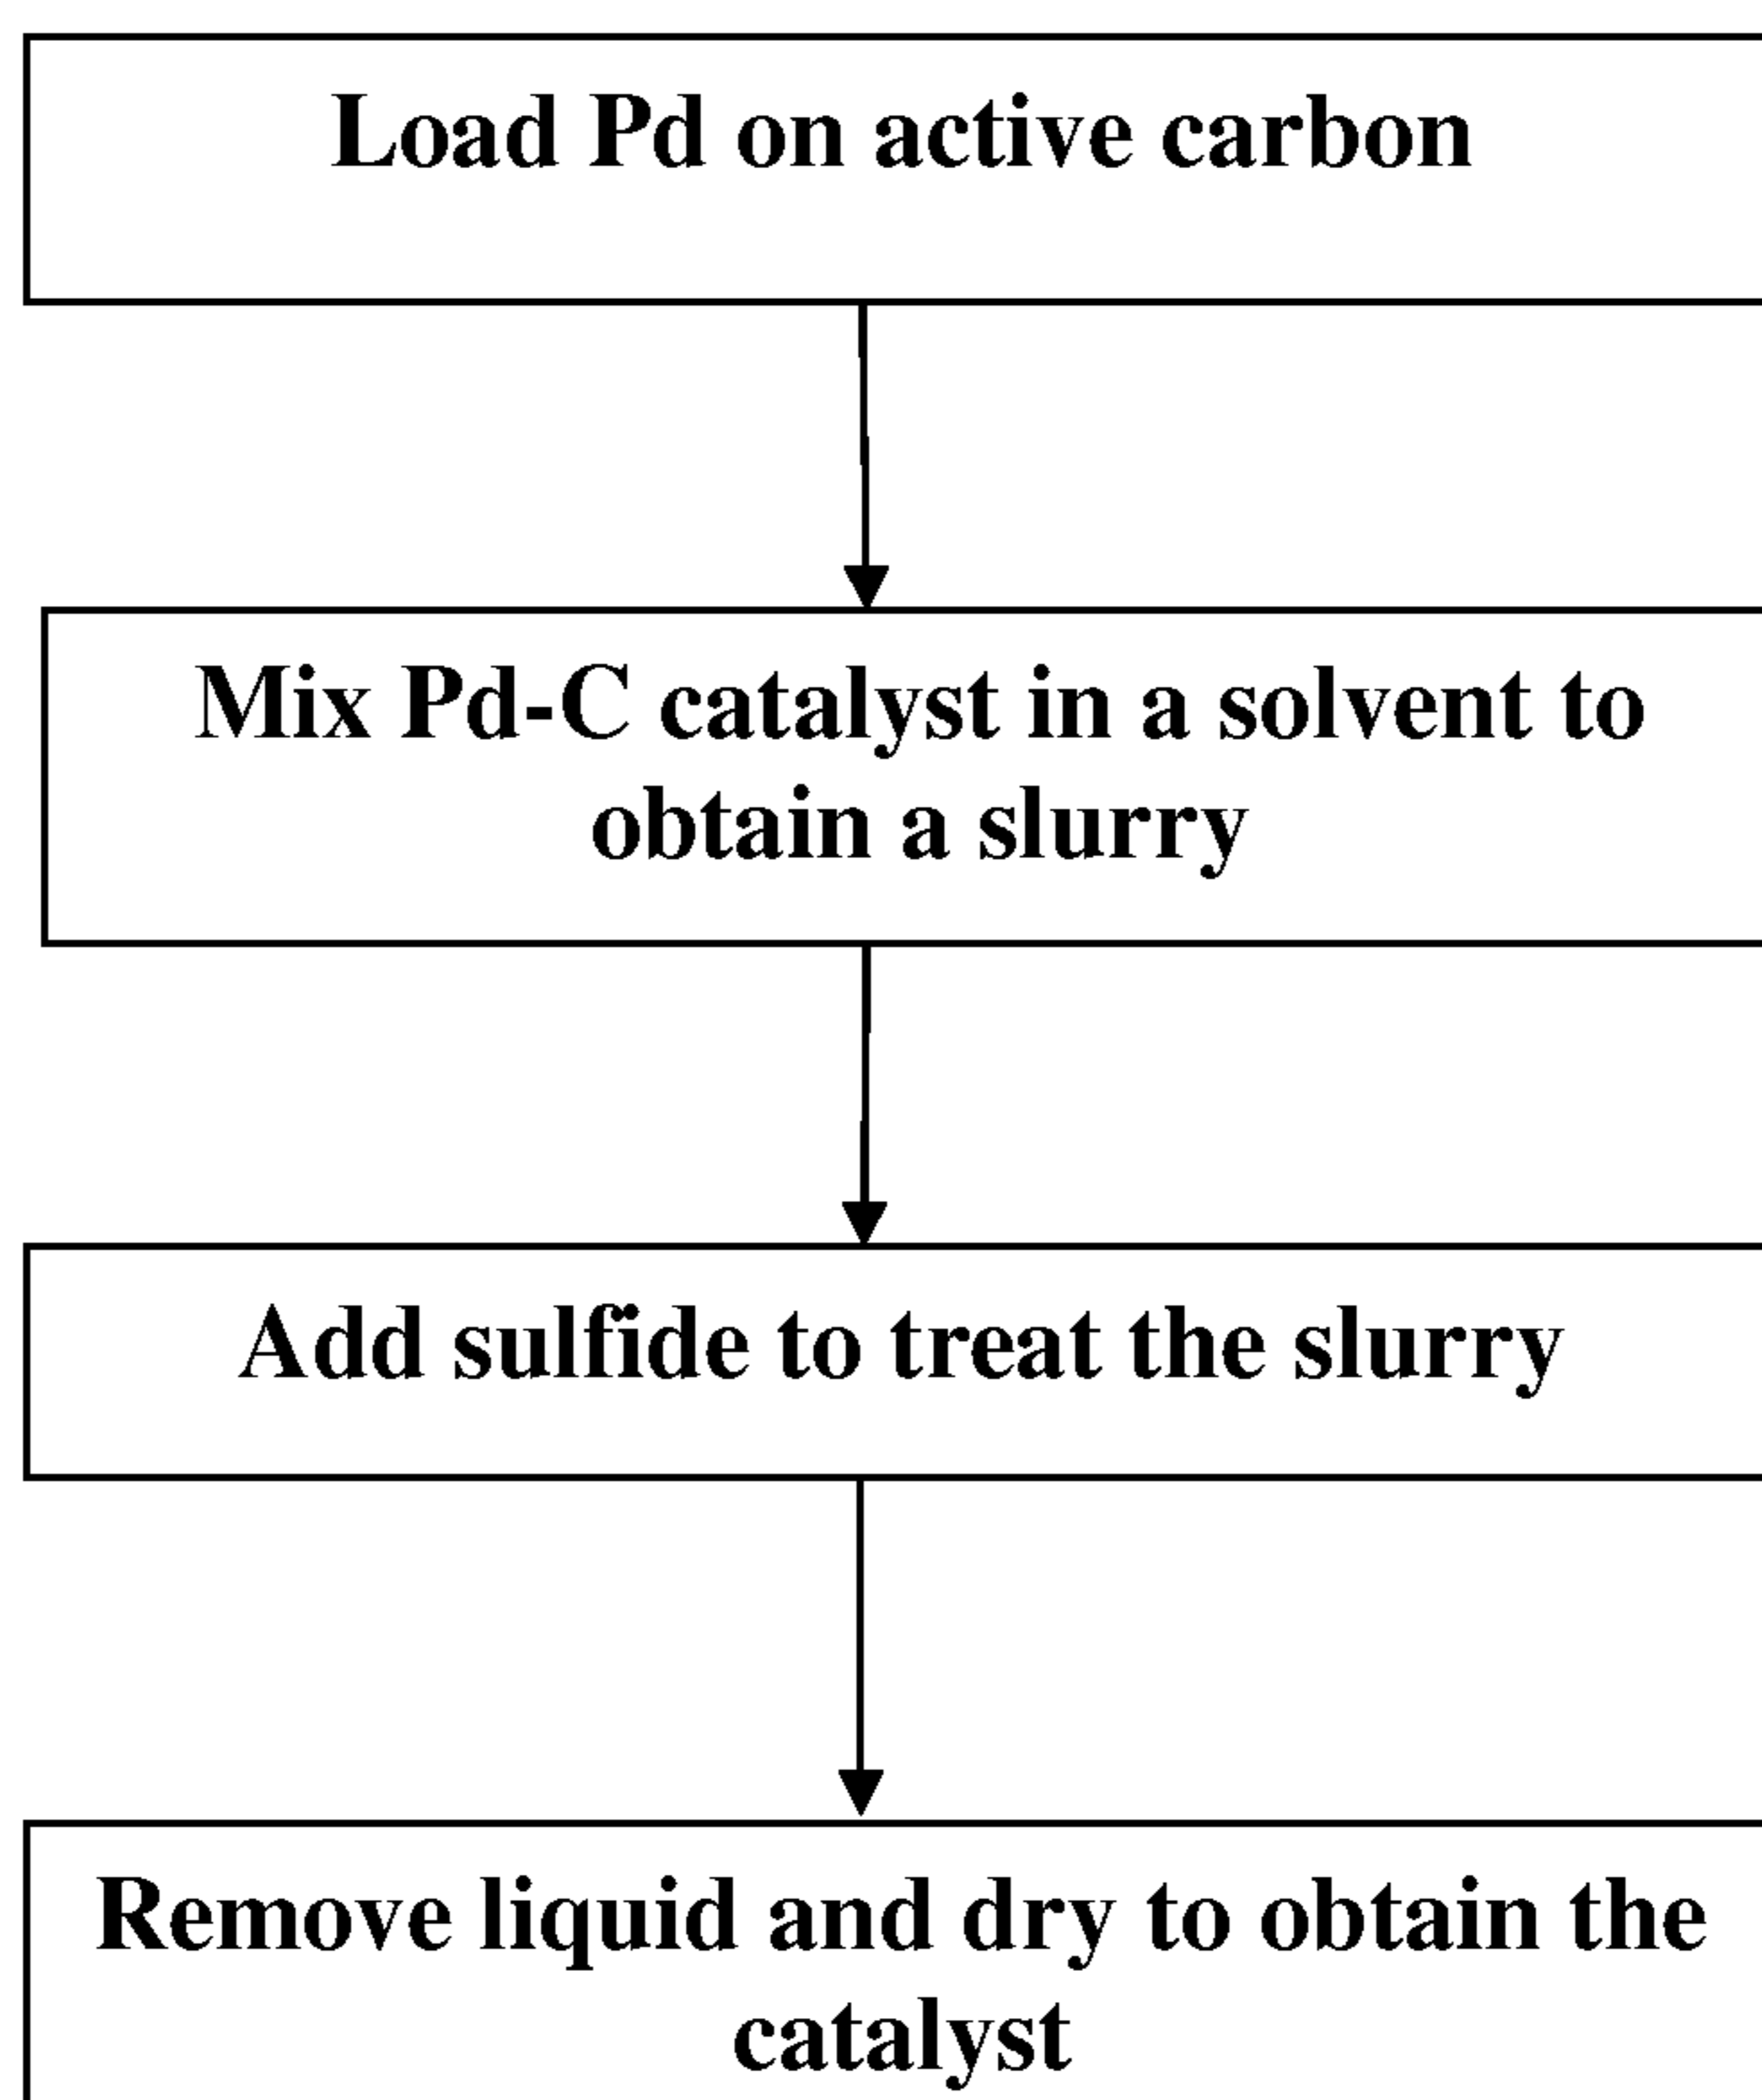 Load Pd on active carbon
Mix Pd-C catalyst in a solvent to
obtain a slurry
Add sulfide to treat the slurry
Remove liquid and dry to obtain the
catalyst